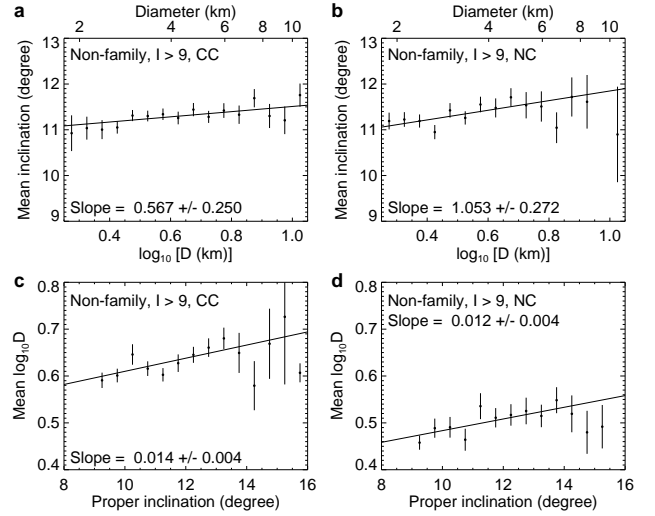 a
Diameter (km)
2 4 6 8 10
Non-family, I > 9, CC
Slope = 0.567 +/- 0.250
Mean inclination (degree)
13
12
11
10
9
0.4 0.6 0.8 1.0
log10 [D (km)]
b
Diameter (km)
2 4 6 8 10
Non-family, I > 9, NC
Slope = 1.053 +/- 0.272
Mean inclination (degree)
13
12
11
10
9
0.4 0.6 0.8 1.0
log10 [D (km)]
c
Non-family, I > 9, CC
Slope = 0.014 +/- 0.004
Mean log10D
0.8
0.7
0.6
0.5
0.4
8 10 12 14 16
Proper inclination (degree)
d
Non-family, I > 9, NC
Slope = 0.012 +/- 0.004
Mean log10D
0.8
0.7
0.6
0.5
0.4
8 10 12 14 16
Proper inclination (degree)